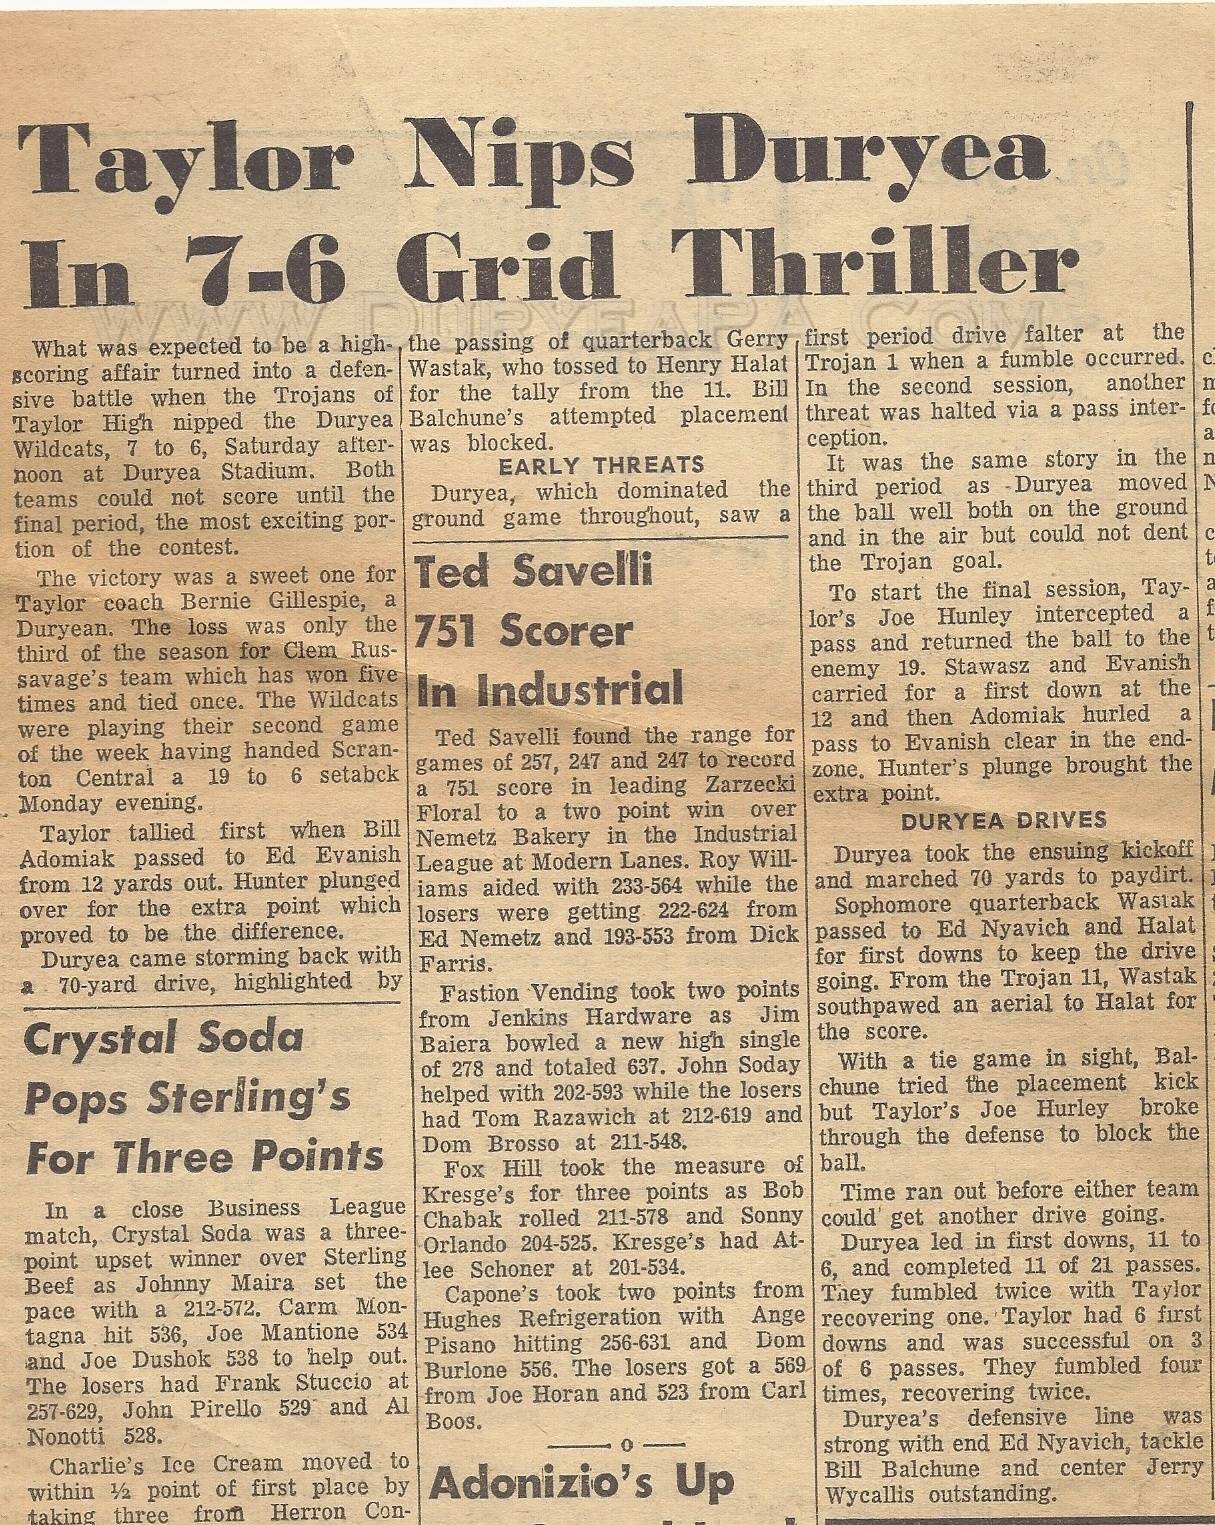 Taylor Nips Duryea
In 7-6 Grid Thriller
www.DuryeaPA.com
What was expected to be a high-
scoring affair turned into a defen-
sive battle when the Trojans of
Taylor High nipped the Duryea
Wildcats, 7 to 6, Saturday after-
noon at Duryea Stadium. Both
teams could not score until the
final period, the most exciting por-
tion of the contest.
The victory was a sweet one for
Taylor coach Bernie Gillespie, a
Duryean. The loss was only the
third of the season for Clem Rus-
savage's team which has won five
times and tied once. The Wildcats
were playing their second game
of the week having handed Scran-
ton Central a 19 to 6 setabck
Monday evening.
Taylor tallied first when Bill
Adomiak passed to Ed Evanish
from 12 yards out. Hunter plunged
over for the extra point which
proved to be the difference.
Duryea came storming back with
a 70-yard drive, highlighted by
the passing of quarterback Gerry
Wastak, who tossed to Henry Halat
for the tally from the 11. Bill
Balchune's attempted placement
was blocked.
EARLY THREATS
Duryea, which dominated the
ground game throughout, saw a
first period drive falter at the
Trojan 1 when a fumble occurred.
In the second session, another
threat was halted via a pass inter-
ception.
It was the same story in the
third period as Duryea moved
the ball well both on the ground
and in the air but could not dent
the Trojan goal.
To start the final session, Tay-
lor's Joe Hunley intercepted a
pass and returned the ball to the
enemy 19. Stawasz and Evanish
carried for a first down at the
12 and then Adomiak hurled a
pass to Evanish clear in the end-
zone. Hunter's plunge brought the
extra point.
DURYEA DRIVES
Duryea took the ensuing kickoff
and marched 70 yards to paydirt.
Sophomore quarterback Wastak
passed to Ed Nyavich and Halat
for first downs to keep the drive
going. From the Trojan 11, Wastak
southpawed an aerial to Halat for
the score.
With a tie game in sight, Bal-
chune tried the placement kick
but Taylor's Joe Hurley broke
through the defense to block the
ball.
Time ran out before either team
could get another drive going.
Duryea led in first downs, 11 to
6, and completed 11 of 21 passes.
They fumbled twice with Taylor
recovering one. Taylor had 6 first
downs and was successful on 3
of 6 passes. They fumbled four
times, recovering twice.
Duryea's defensive line was
strong with end Ed Nyavich, tackle
Bill Balchune and center Jerry
Wycallis outstanding.
Crystal Soda
Pops Sterling's
For Three Points
In a close Business League
match, Crystal Soda was a three-
point upset winner over Sterling
Beef as Johnny Maira set the
pace with a 212-572. Carm Mon-
tagna hit 536, Joe Mantione 534
and Joe Dushok 538 to help out.
The losers had Frank Stuccio at
257-629, John Pirello 529 and Al
Nonotti 528.
Charlie's Ice Cream moved to
within ½ point of first place by
taking three from Herron Con-
Ted Savelli
751 Scorer
In Industrial
Ted Savelli found the range for
games of 257, 247 and 247 to record
a 751 score in leading Zarzecki
Floral to a two point win over
Nemetz Bakery in the Industrial
League at Modern Lanes. Roy Will-
iams aided with 233-564 while the
losers were getting 222-624 from
Ed Nemetz and 193-553 from Dick
Farris.
Fastion Vending took two points
from Jenkins Hardware as Jim
Baiera bowled a new high single
of 278 and totaled 637. John Soday
helped with 202-593 while the losers
had Tom Razawich at 212-619 and
Dom Brosso at 211-548.
Fox Hill took the measure of
Kresge's for three points as Bob
Chabak rolled 211-578 and Sonny
Orlando 204-525. Kresge's had At-
lee Schoner at 201-534.
Capone's took two points from
Hughes Refrigeration with Ange
Pisano hitting 256-631 and Dom
Burlone 556. The losers got a 569
from Joe Horan and 523 from Carl
Boos.
Adonizio's Up